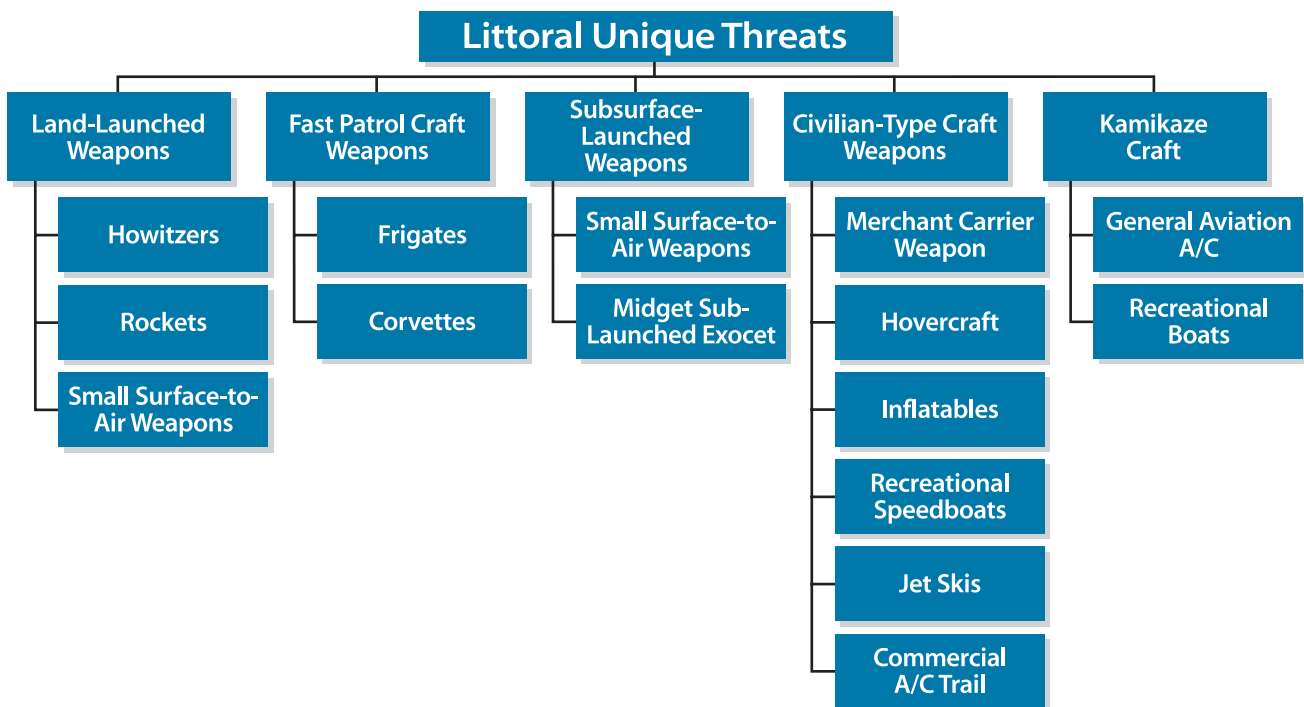 Littoral Unique Threats
Land-Launched
Weapons
Howitzers
Rockets
Small Surface-to-
Air Weapons
Fast Patrol Craft
Weapons
Frigates
Corvettes
Subsurface-
Launched
Weapons
Small Surface-to-
Air Weapons
Midget Sub-
Launched Exocet
Civilian-Type Craft
Weapons
Merchant Carrier
Weapon
Hovercraft
Inflatables
Recreational
Speedboats
Jet Skis
Commercial
A/C Trail
Kamikaze
Craft
General Aviation
A/C
Recreational
Boats